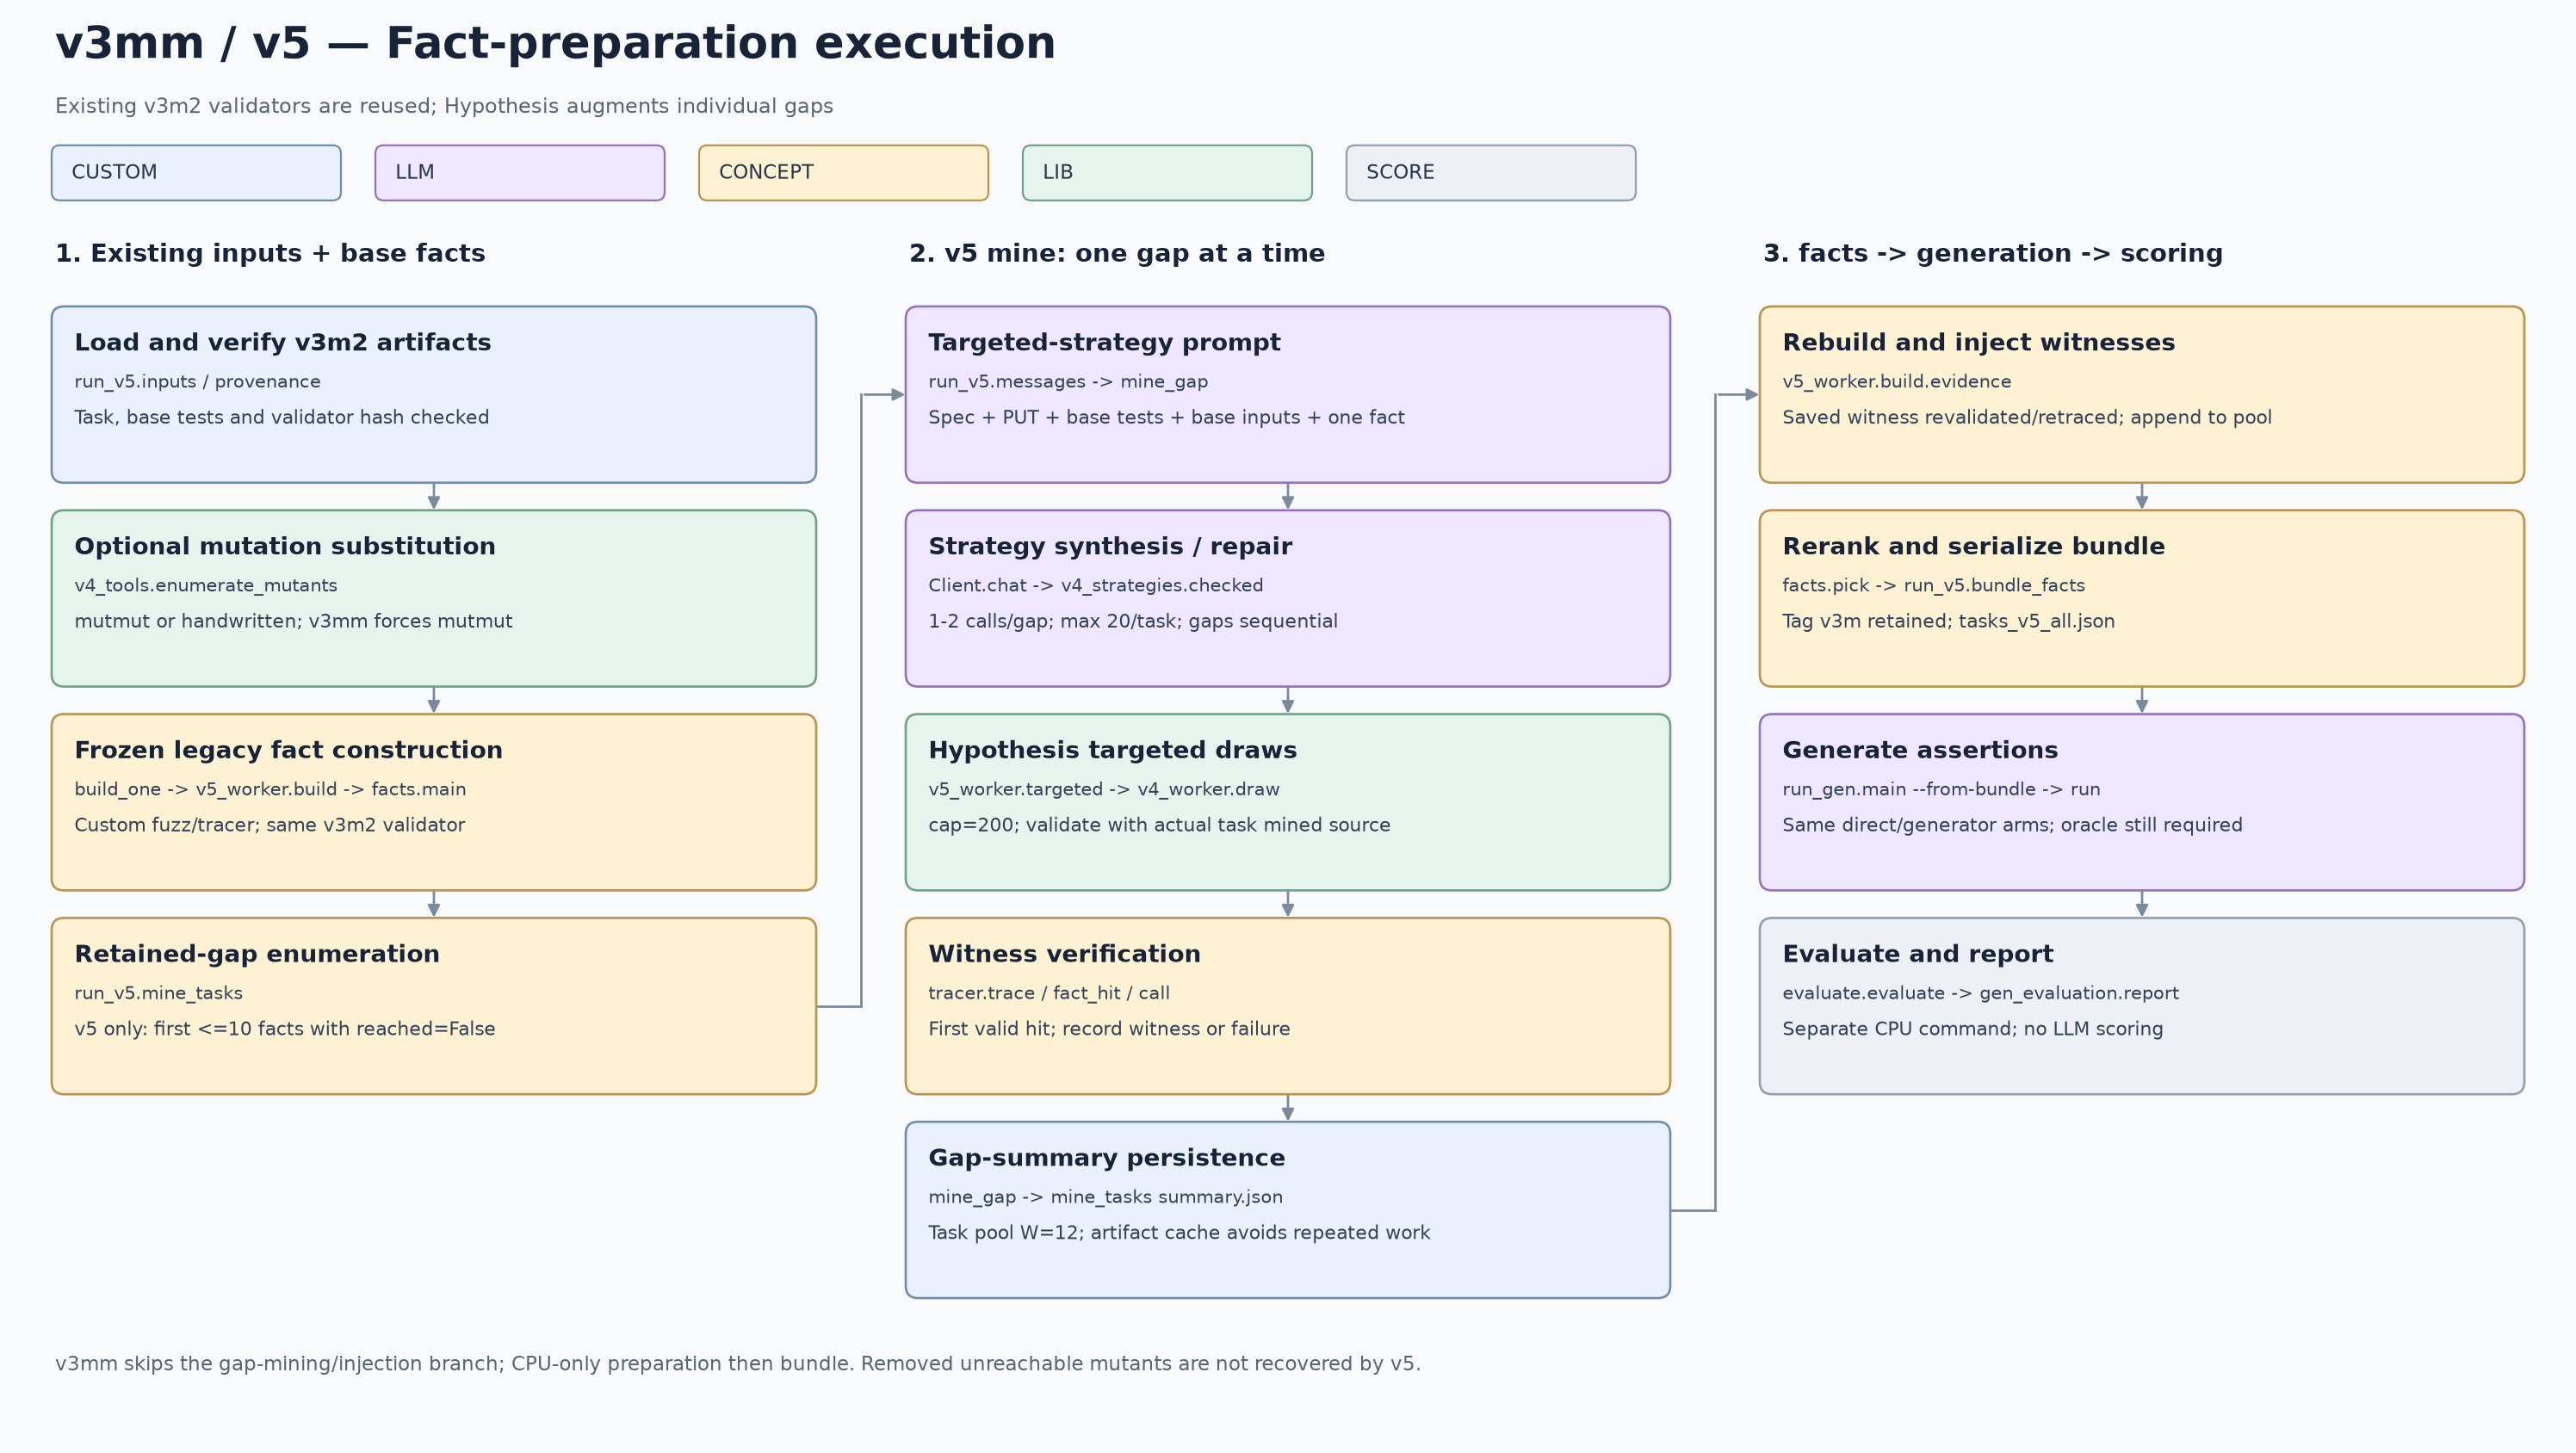 v3mm / v5 — Fact-preparation execution
Existing v3m2 validators are reused; Hypothesis augments individual gaps
CUSTOM
LLM
CONCEPT
LIB
SCORE
1. Existing inputs + base facts
Load and verify v3m2 artifacts
run_v5.inputs / provenance
Task, base tests and validator hash checked
Optional mutation substitution
v4_tools.enumerate_mutants
mutmut or handwritten; v3mm forces mutmut
Frozen legacy fact construction
build_one -> v5_worker.build -> facts.main
Custom fuzz/tracer; same v3m2 validator
Retained-gap enumeration
run_v5.mine_tasks
v5 only: first <=10 facts with reached=False
2. v5 mine: one gap at a time
Targeted-strategy prompt
run_v5.messages -> mine_gap
Spec + PUT + base tests + base inputs + one fact
Strategy synthesis / repair
Client.chat -> v4_strategies.checked
1-2 calls/gap; max 20/task; gaps sequential
Hypothesis targeted draws
v5_worker.targeted -> v4_worker.draw
cap=200; validate with actual task mined source
Witness verification
tracer.trace / fact_hit / call
First valid hit; record witness or failure
Gap-summary persistence
mine_gap -> mine_tasks summary.json
Task pool W=12; artifact cache avoids repeated work
3. facts -> generation -> scoring
Rebuild and inject witnesses
v5_worker.build.evidence
Saved witness revalidated/retraced; append to pool
Rerank and serialize bundle
facts.pick -> run_v5.bundle_facts
Tag v3m retained; tasks_v5_all.json
Generate assertions
run_gen.main --from-bundle -> run
Same direct/generator arms; oracle still required
Evaluate and report
evaluate.evaluate -> gen_evaluation.report
Separate CPU command; no LLM scoring
v3mm skips the gap-mining/injection branch; CPU-only preparation then bundle. Removed unreachable mutants are not recovered by v5.